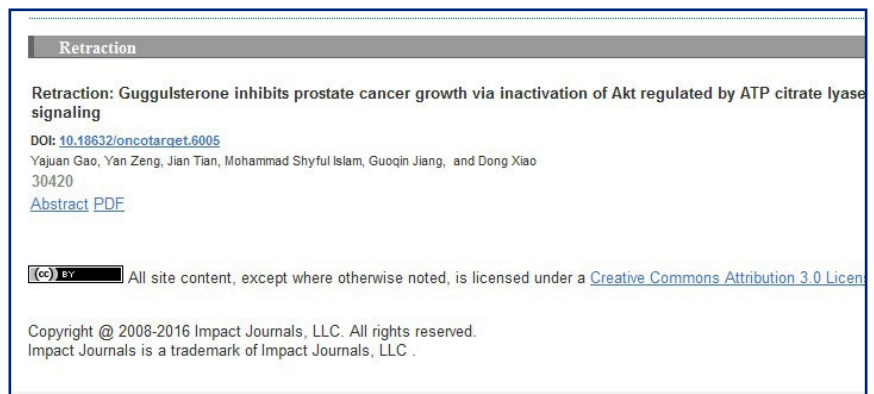 Retraction
Retraction: Guggulsterone inhibits prostate cancer growth via inactivation of Akt regulated by ATP citrate lyase
signaling
DOI: 10.18632/oncotarget.6005
Yajuan Gao, Yan Zeng, Jian Tian, Mohammad Shyful Islam, Guoqin Jiang, and Dong Xiao
30420
Abstract PDF
(cc) BY All site content, except where otherwise noted, is licensed under a Creative Commons Attribution 3.0 Licens
Copyright @ 2008-2016 Impact Journals, LLC. All rights reserved.
Impact Journals is a trademark of Impact Journals, LLC .